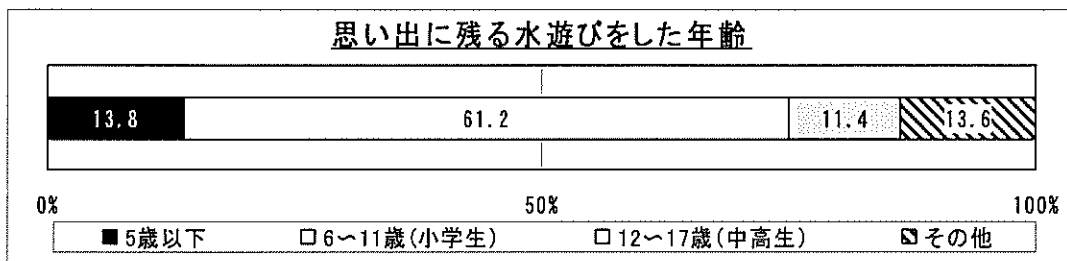 思い出に残る水遊びをした年齢
13.8 61.2 11.4 13.6
0% 50% 100%
■5歳以下 □6〜11歳(小学生) □12〜17歳(中高生) その他